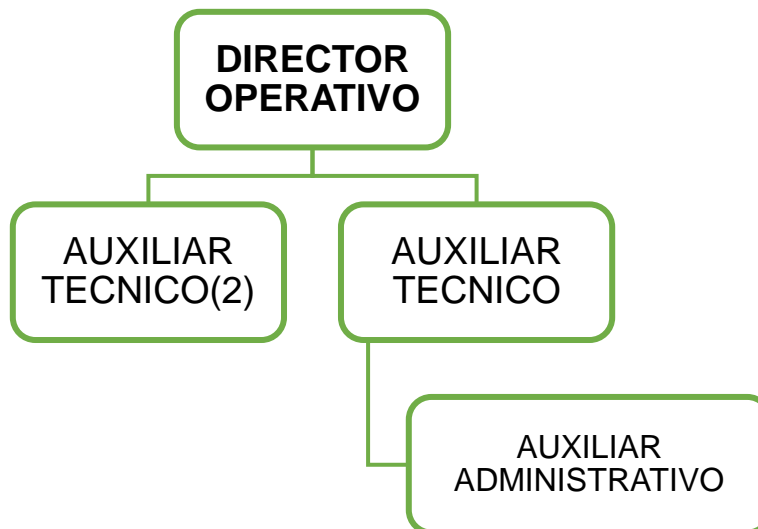 DIRECTOR
OPERATIVO
AUXILIAR
TECNICO(2)
AUXILIAR
TECNICO
AUXILIAR
ADMINISTRATIVO